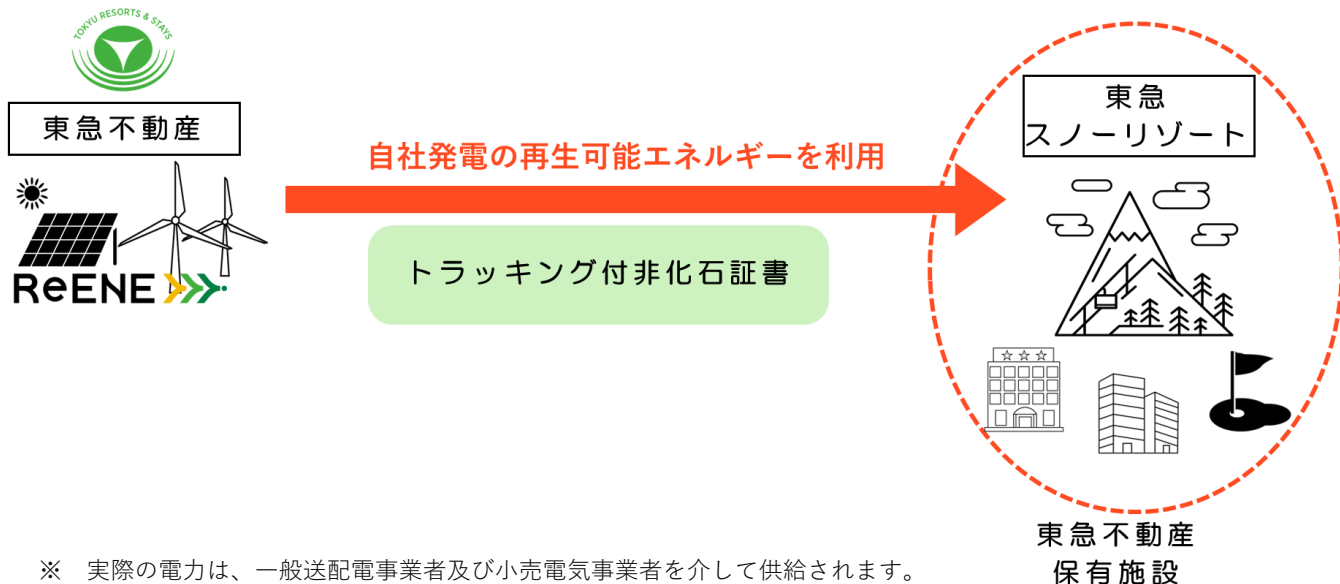 TOKYU RESORTS & STAYS
東急不動産
ReENE
自社発電の再生可能エネルギーを利用
トラッキング付非化石証書
東急
スノーリゾート
東急不動産
保有施設
※ 実際の電力は、一般送配電事業者及び小売電気事業者を介して供給されます。